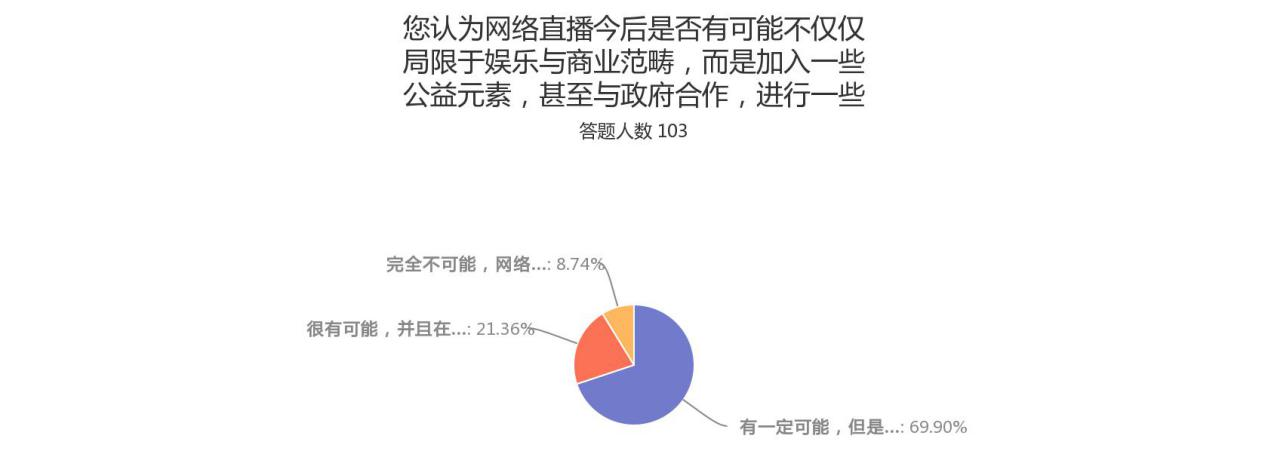 您认为网络直播今后是否有可能不仅仅
局限于娱乐与商业范畴，而是加入一些
公益元素，甚至与政府合作，进行一些
答题人数 103
完全不可能，网络...: 8.74%
很有可能，并且在...: 21.36%
有一定可能，但是...: 69.90%